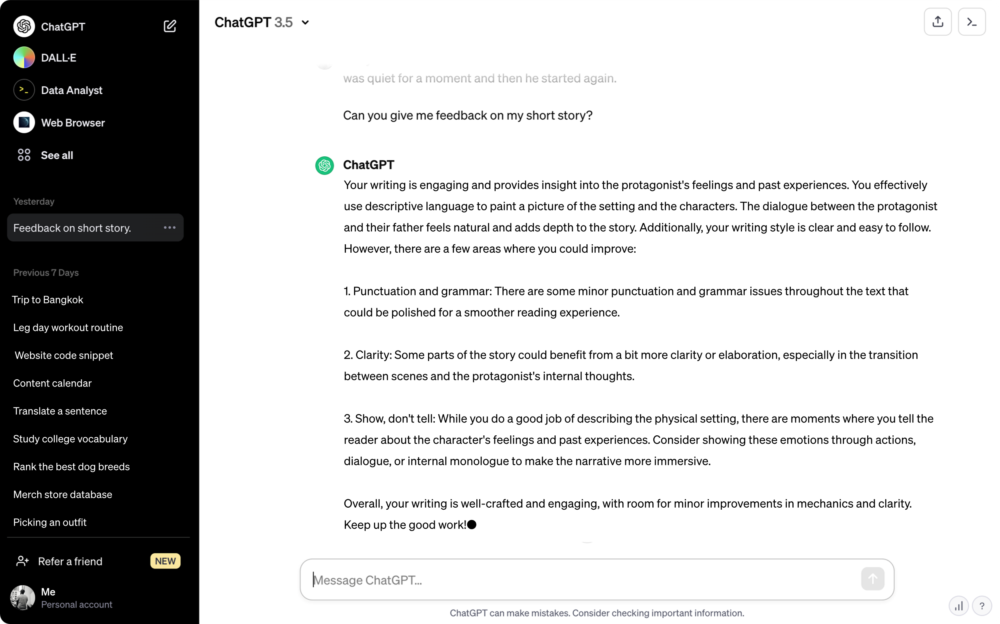 ChatGPT
DALL·E
>_
Data Analyst
Web Browser
See all
Yesterday
Feedback on short story.
Previous 7 Days
Trip to Bangkok
Leg day workout routine
Website code snippet
Content calendar
Translate a sentence
Study college vocabulary
Rank the best dog breeds
Merch store database
Picking an outfit
Refer a friend
NEW
Me
Personal account
ChatGPT 3.5
was quiet for a moment and then he started again.
Can you give me feedback on my short story?
ChatGPT
Your writing is engaging and provides insight into the protagonist's feelings and past experiences. You effectively
use descriptive language to paint a picture of the setting and the characters. The dialogue between the protagonist
and their father feels natural and adds depth to the story. Additionally, your writing style is clear and easy to follow.
However, there are a few areas where you could improve:
1. Punctuation and grammar: There are some minor punctuation and grammar issues throughout the text that
could be polished for a smoother reading experience.
2. Clarity: Some parts of the story could benefit from a bit more clarity or elaboration, especially in the transition
between scenes and the protagonist's internal thoughts.
3. Show, don't tell: While you do a good job of describing the physical setting, there are moments where you tell the
reader about the character's feelings and past experiences. Consider showing these emotions through actions,
dialogue, or internal monologue to make the narrative more immersive.
Overall, your writing is well-crafted and engaging, with room for minor improvements in mechanics and clarity.
Keep up the good work!
Message ChatGPT...
ChatGPT can make mistakes. Consider checking important information.
?